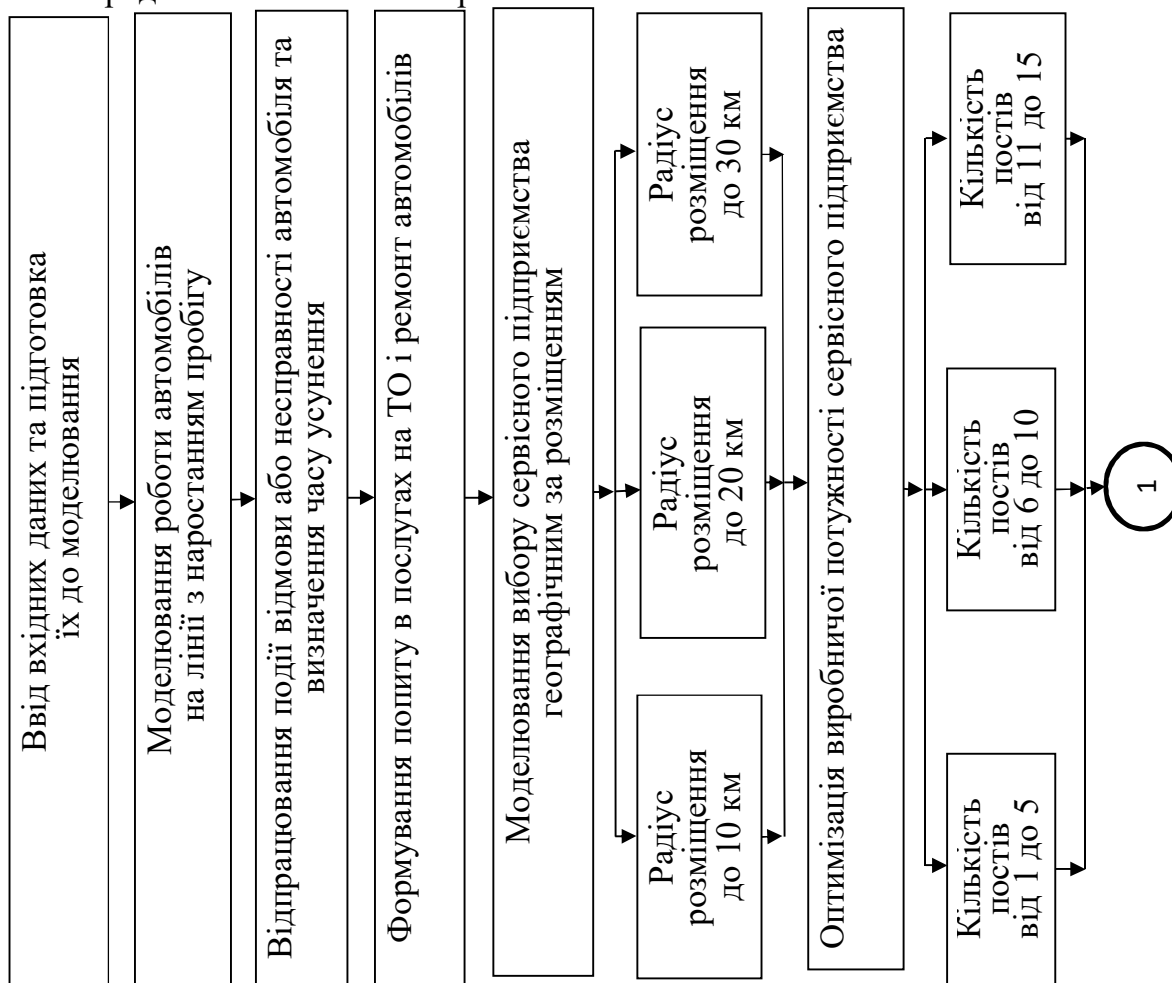 Ввід вхідних даних та підготовка
їх до моделювання
Моделювання роботи автомобілів
на лінії з наростанням пробігу
Відпрацювання події відмови або несправності автомобіля та
визначення часу усунення
Формування попиту в послугах на ТО і ремонт автомобілів
Моделювання вибору сервісного підприємства
географічним за розміщенням
Радіус
розміщення
до 10 км
Радіус
розміщення
до 20 км
Радіус
розміщення
до 30 км
Оптимізація виробничої потужності сервісного підприємства
Кількість
постів
від 1 до 5
Кількість
постів
від 6 до 10
Кількість
постів
від 11 до 15
1